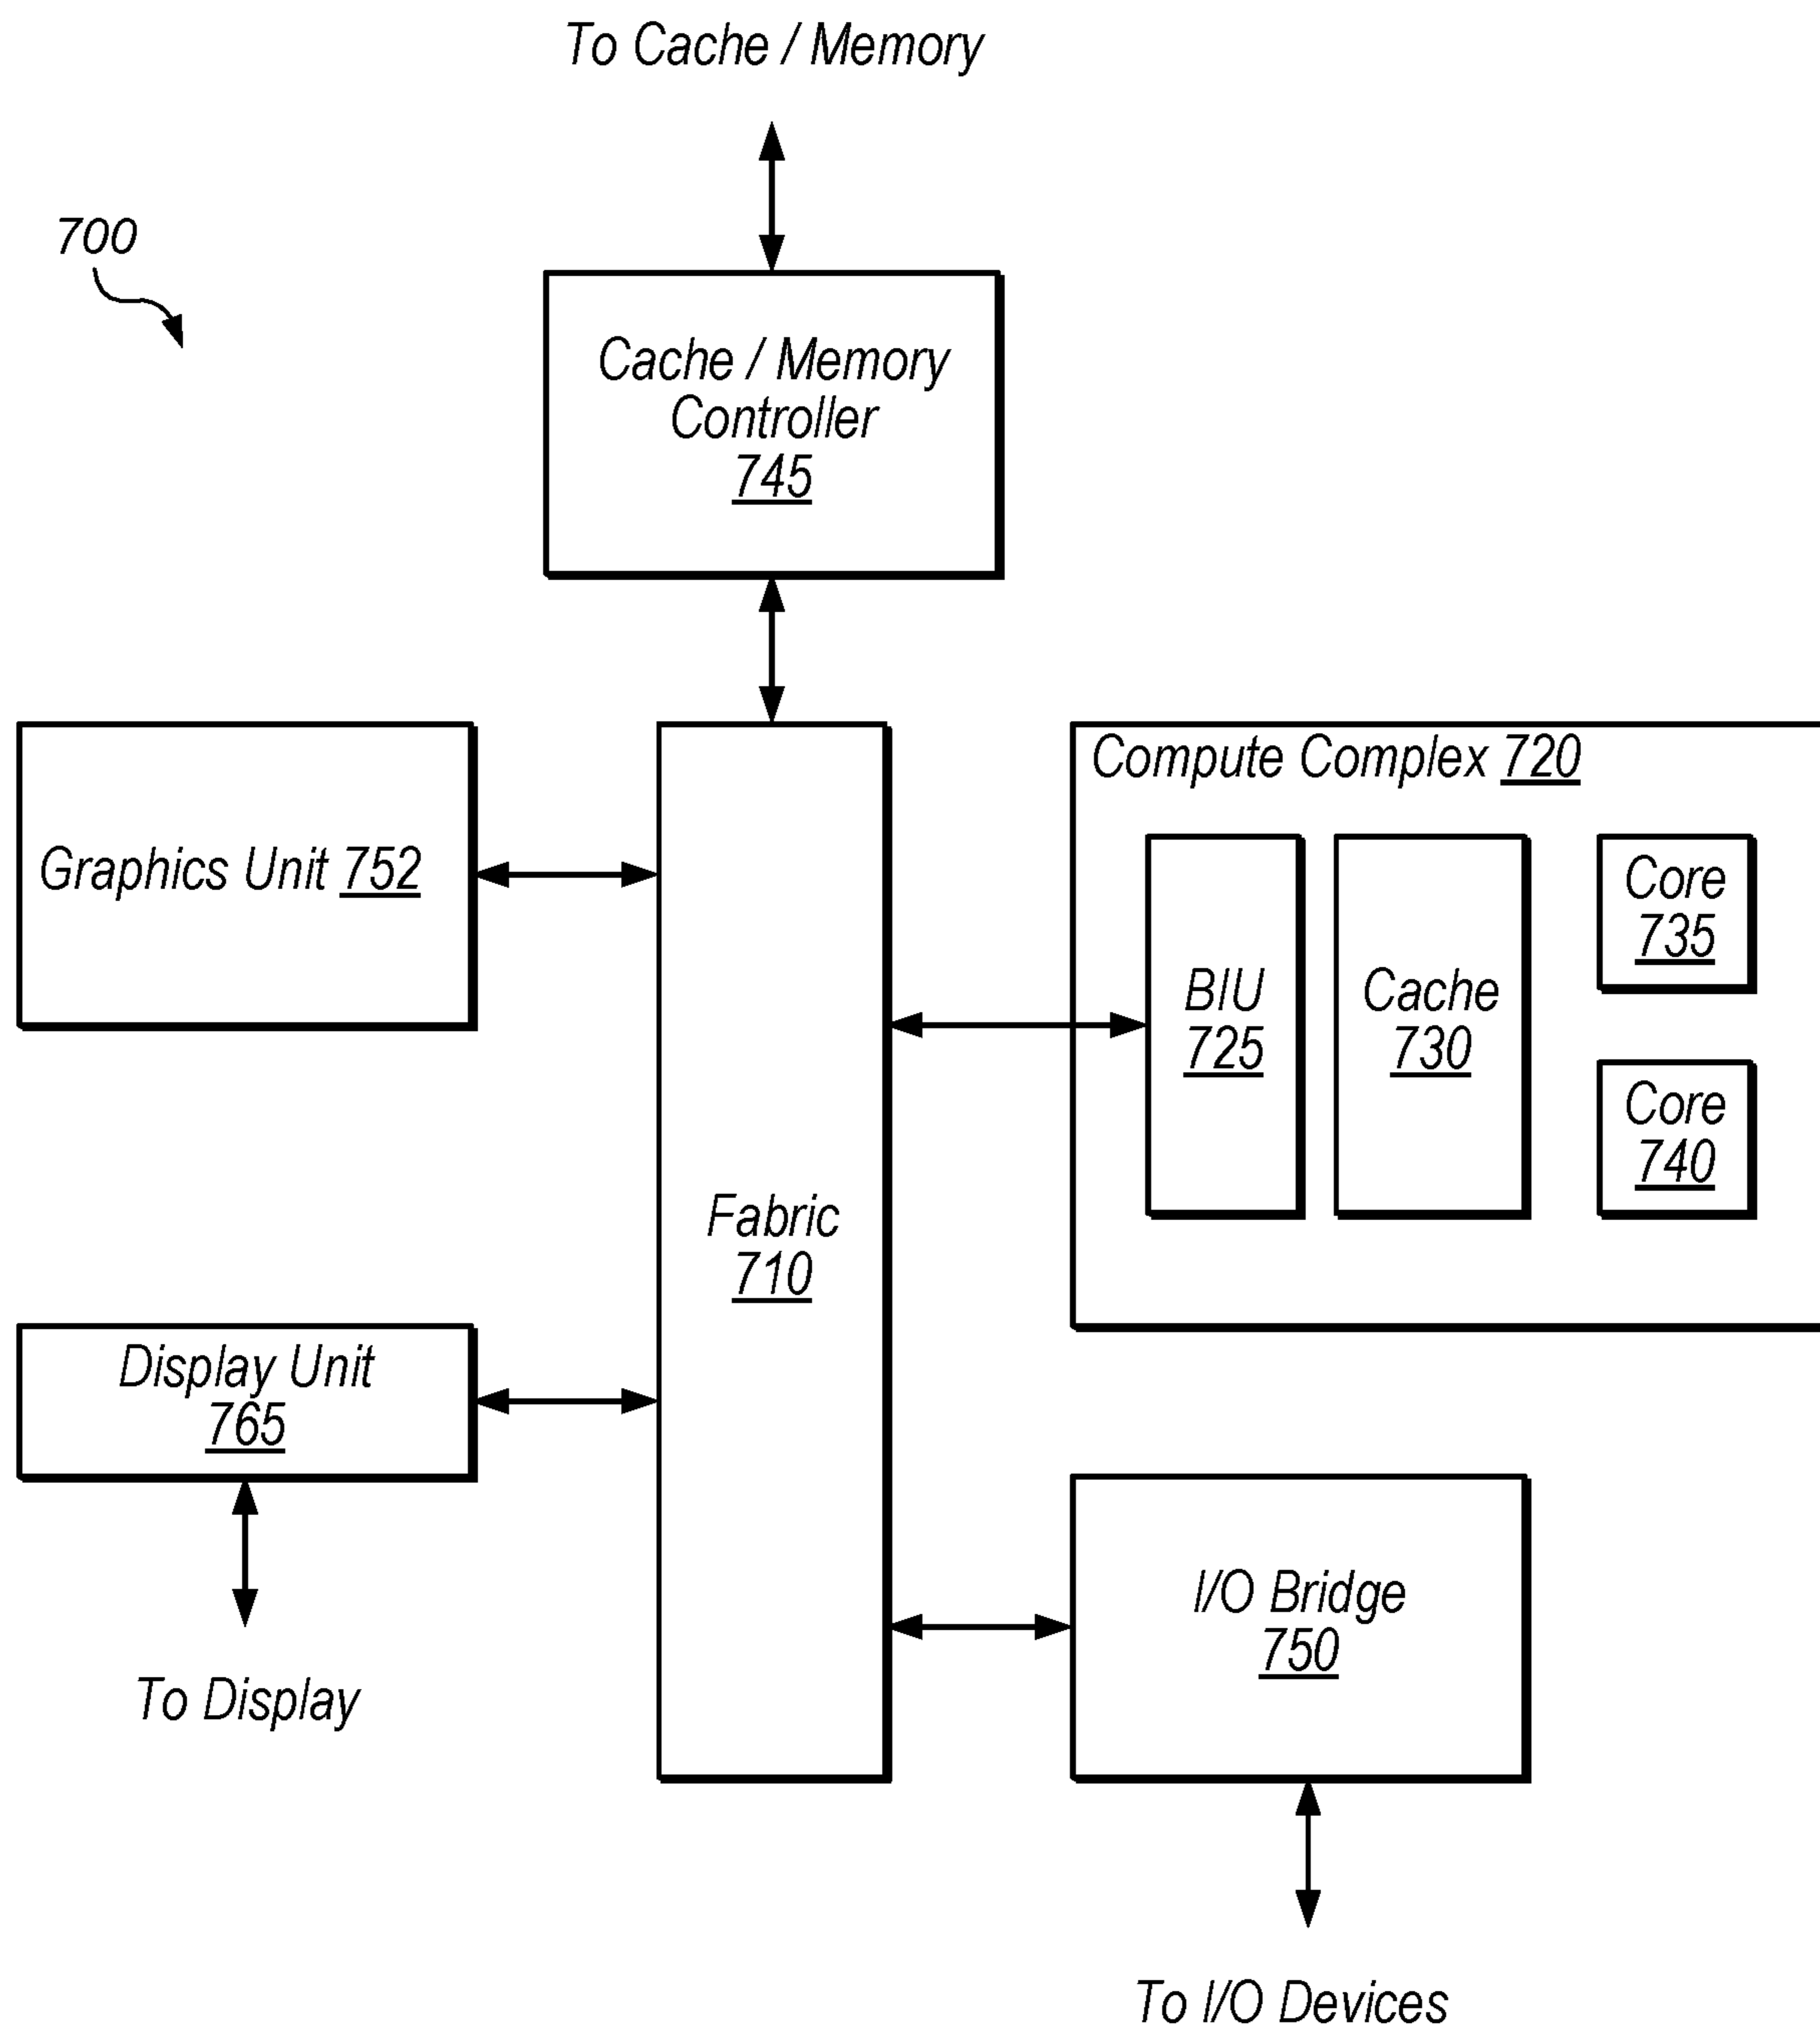 To Cache / Memory
700
Cache / Memory
Controller
745
Graphics Unit 752
Fabric
710
Compute Complex 720
BIU
725
Cache
730
Core
735
Core
740
Display Unit
765
To Display
I/O Bridge
750
To I/O Devices